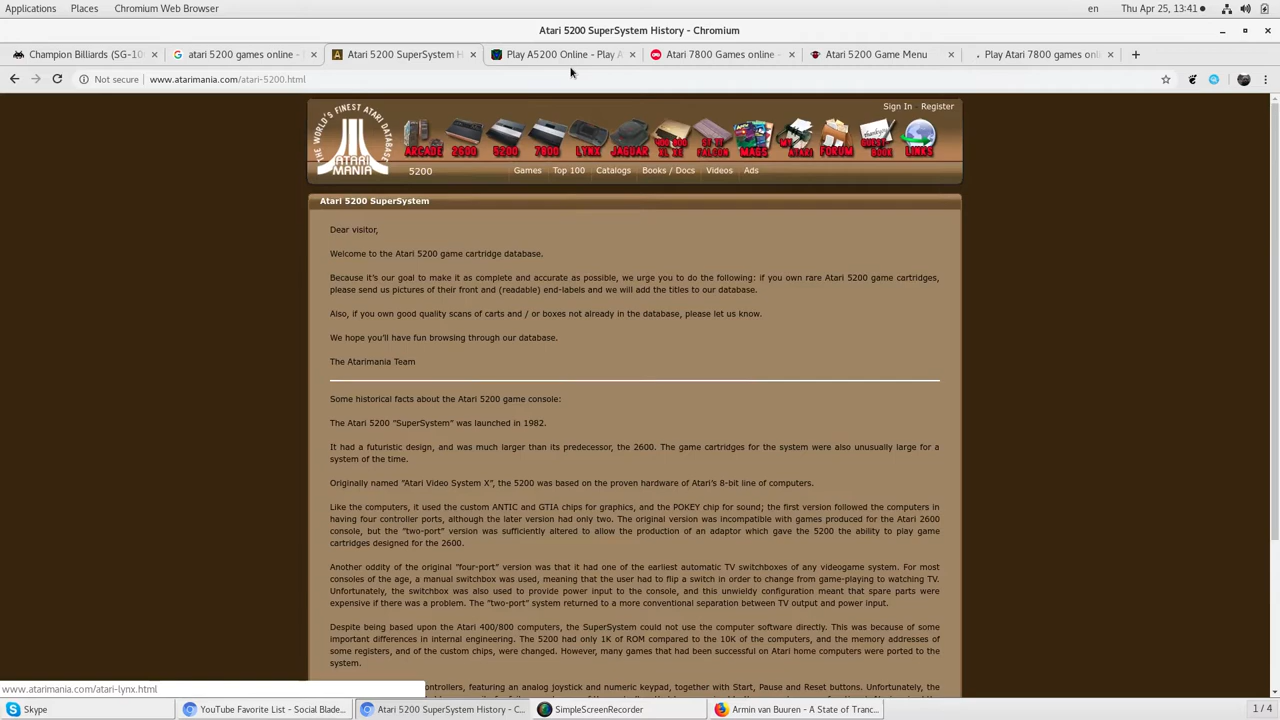 Applications Places Chromium Web Browser en Thu Apr 25, 13:41
Atari 5200 SuperSystem History - Chromium
Champion Billiards (SG-10 atari 5200 games online - Atari 5200 SuperSystem H Play A5200 Online - Play A Atari 7800 Games online - Atari 5200 Game Menu Play Atari 7800 games onl
Not secure www.atarimania.com/atari-5200.html
Sign In Register
THE WORLD'S FINEST ATARI DATABASE
ATARI MANIA
ARCADE 2600 5200 7800 LYNX JAGUAR 400 800 XL XE ST TT FALCON MAGS MY ATARI FORUM GUEST BOOK LINKS
5200 Games Top 100 Catalogs Books / Docs Videos Ads
Atari 5200 SuperSystem
Dear visitor,
Welcome to the Atari 5200 game cartridge database.
Because it's our goal to make it as complete and accurate as possible, we urge you to do the following: if you own rare Atari 5200 game cartridges,
please send us pictures of their front and (readable) end-labels and we will add the titles to our database.
Also, if you own good quality scans of carts and / or boxes not already in the database, please let us know.
We hope you'll have fun browsing through our database.
The Atarimania Team
Some historical facts about the Atari 5200 game console:
The Atari 5200 "SuperSystem" was launched in 1982.
It had a futuristic design, and was much larger than its predecessor, the 2600. The game cartridges for the system were also unusually large for a
system of the time.
Originally named "Atari Video System X", the 5200 was based on the proven hardware of Atari's 8-bit line of computers.
Like the computers, it used the custom ANTIC and GTIA chips for graphics, and the POKEY chip for sound; the first version followed the computers in
having four controller ports, although the later version had only two. The original version was incompatible with games produced for the Atari 2600
console, but the "two-port" version was sufficiently altered to allow the production of an adaptor which gave the 5200 the ability to play game
cartridges designed for the 2600.
Another oddity of the original "four-port" version was that it had one of the earliest automatic TV switchboxes of any videogame system. For most
consoles of the age, a manual switchbox was used, meaning that the user had to flip a switch in order to change from game-playing to watching TV.
Unfortunately, the switchbox was also used to provide power input to the console, and this unwieldy configuration meant that spare parts were
expensive if there was a problem. The "two-port" system returned to a more conventional separation between TV output and power input.
Despite being based upon the Atari 400/800 computers, the SuperSystem could not use the computer software directly. This was because of some
important differences in internal engineering. The 5200 had only 1K of ROM compared to the 10K of the computers, and the memory addresses of
some registers, and of the custom chips, were changed. However, many games that had been successful on Atari home computers were ported to the
system.
controllers, featuring an analog joystick and numeric keypad, together with Start, Pause and Reset buttons. Unfortunately, the
www.atarimania.com/atari-lynx.html
Skype YouTube Favorite List - Social Blade... Atari 5200 SuperSystem History - C... SimpleScreenRecorder Armin van Buuren - A State of Tranc... 1 / 4